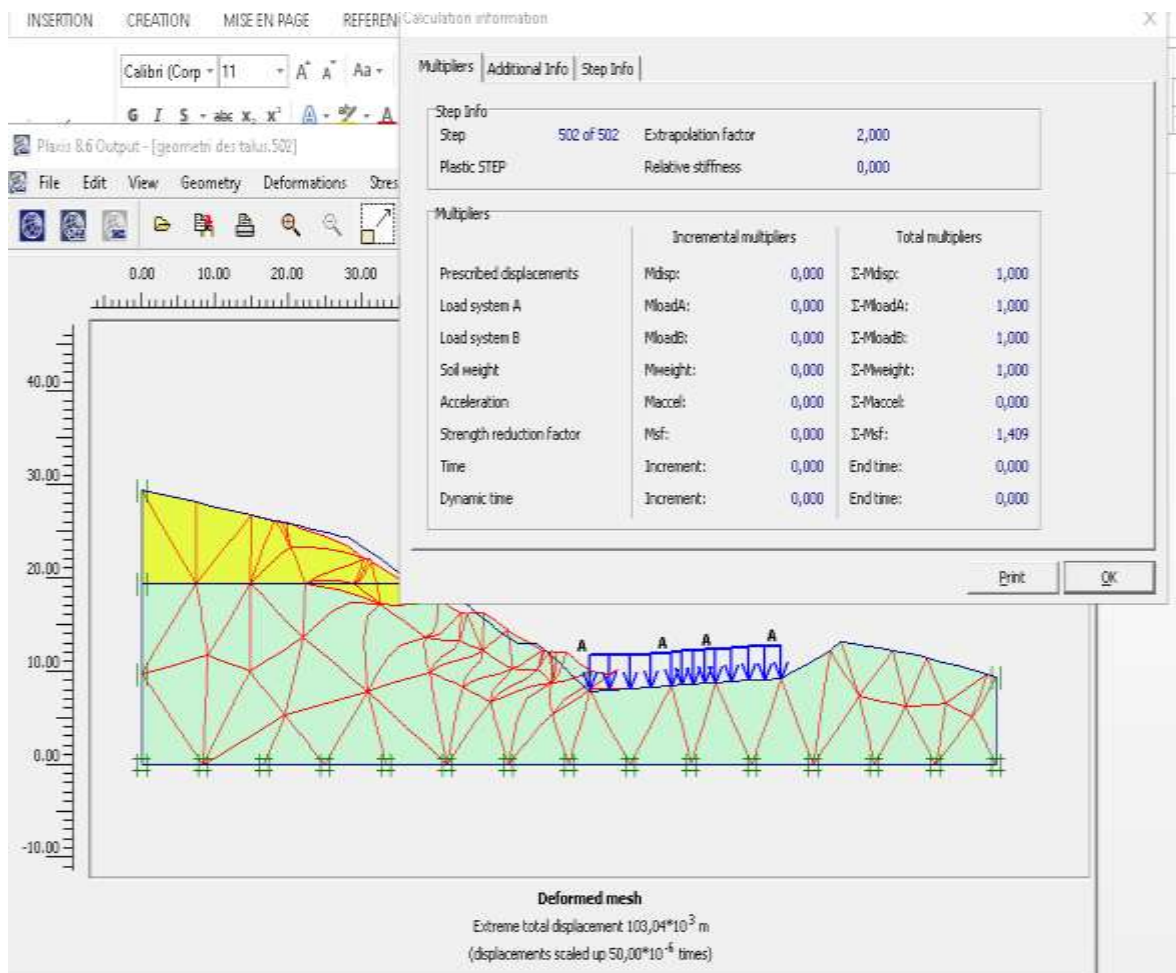 INSERTION CREATION MISE EN PAGE REFEREN
Calculation information X
Calibri (Corp 11 A A Aa
G I S abc X, X² A ab A
Multipliers Additional Info Step Info
Step Info
Step 502 of 502 Extrapolation factor 2,000
Plastic STEP Relative stiffness 0,000
Plaxis 8.6 Output - [geometri des talus.502]
File Edit View Geometry Deformations Stres
Multipliers
Incremental multipliers Total multipliers
Prescribed displacements Mdisp: 0,000 Σ-Mdisp: 1,000
Load system A MloadA: 0,000 Σ-MloadA: 1,000
Load system B MloadB: 0,000 Σ-MloadB: 1,000
Soil weight Mweight: 0,000 Σ-Mweight: 1,000
Acceleration Maccel: 0,000 Σ-Maccel: 0,000
Strength reduction factor Msf: 0,000 Σ-Msf: 1,409
Time Increment: 0,000 End time: 0,000
Dynamic time Increment: 0,000 End time: 0,000
Print OK
0.00 10.00 20.00 30.00
40.00
30.00
20.00
10.00
0.00
-10.00
A A A A
Deformed mesh
Extreme total displacement 103,04*10³ m
(displacements scaled up 50,00*10⁻⁶ times)